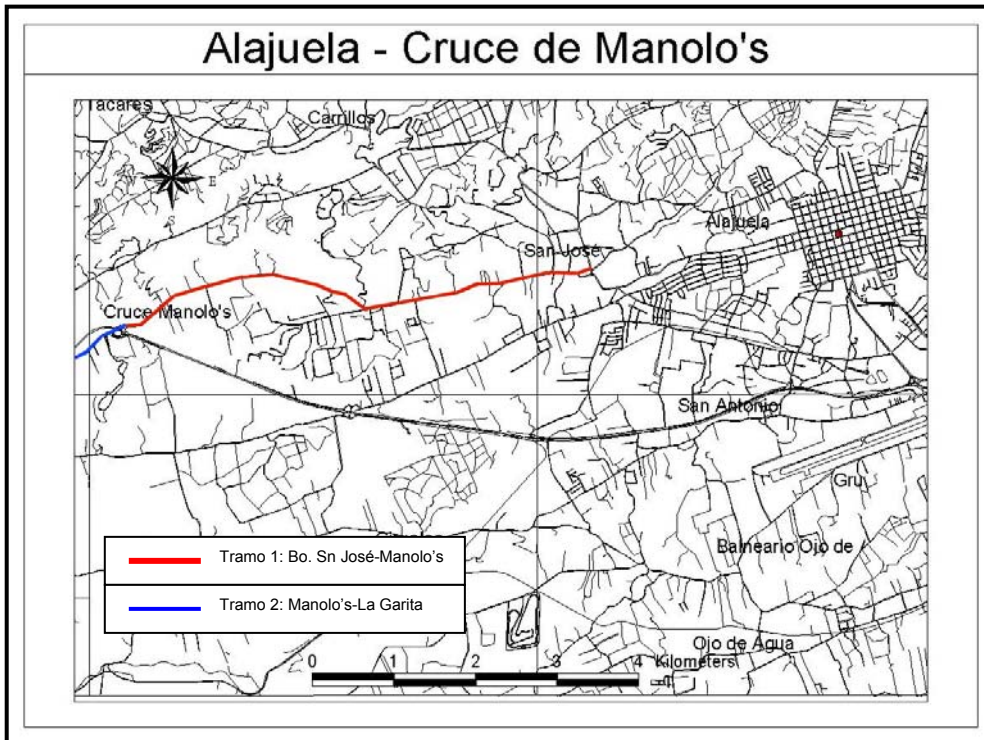 Alajuela - Cruce de Manolo's
Tacares
Carrillos
E
S
Alajuela
San José
Cruce Manolo's
San Antonio
Balneario Ojo de
Tramo 1: Bo. Sn José-Manolo's
Tramo 2: Manolo's-La Garita
Ojo de Agua
0 1 2 3 4 Kilometers